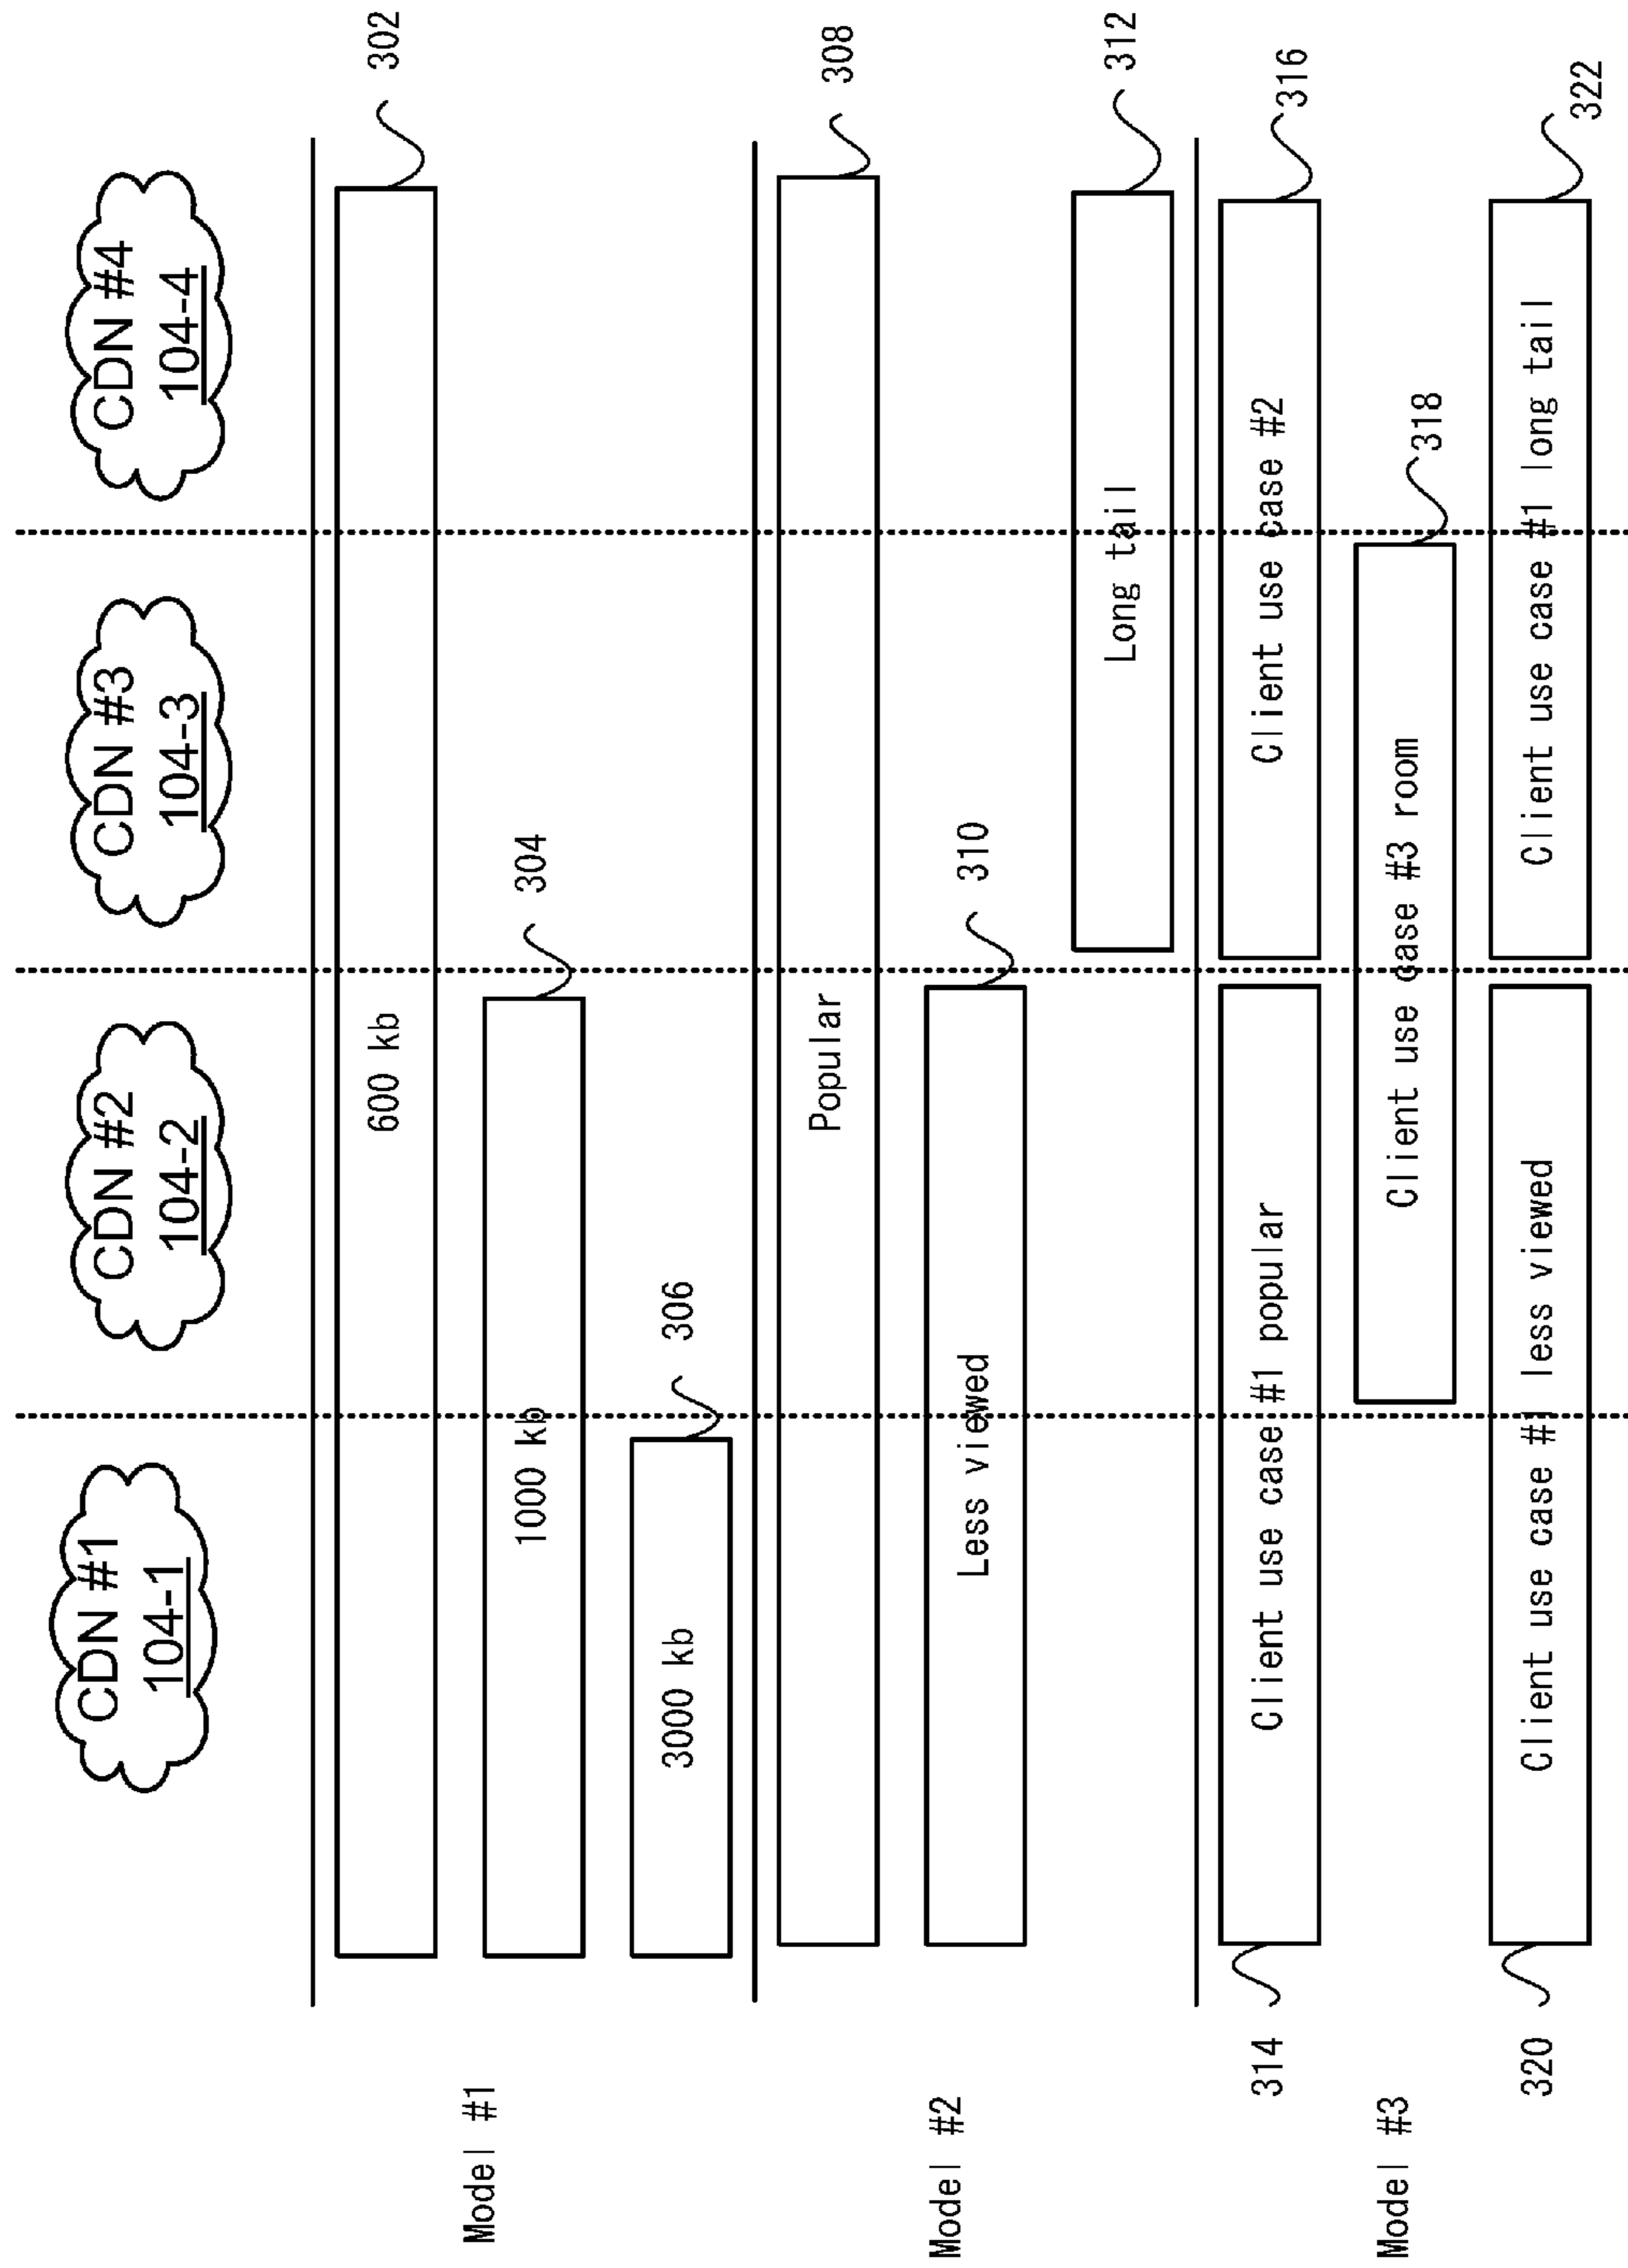 CDN #1
104-1
CDN #2
104-2
CDN #3
104-3
CDN #4
104-4
Model #1
600 kb
302
1000 kb
304
3000 kb
306
Model #2
Popular
308
Less viewed
310
Long tail
312
Model #3
314
Client use case #1 popular
Client use case #2
316
Client use case #3 room
318
320
Client use case #1 less viewed
Client use case #1 long tail
322